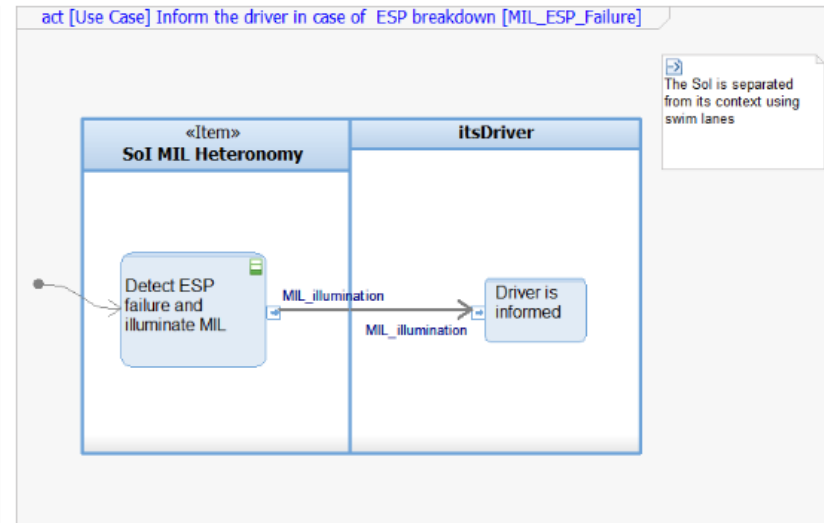 act [Use Case] Inform the driver in case of ESP breakdown [MIL_ESP_Failure]
The SoI is separated
from its context using
swim lanes
«Item»
SoI MIL Heteronomy
itsDriver
Detect ESP
failure and
illuminate MIL
MIL_illumination
MIL_illumination
Driver is
informed